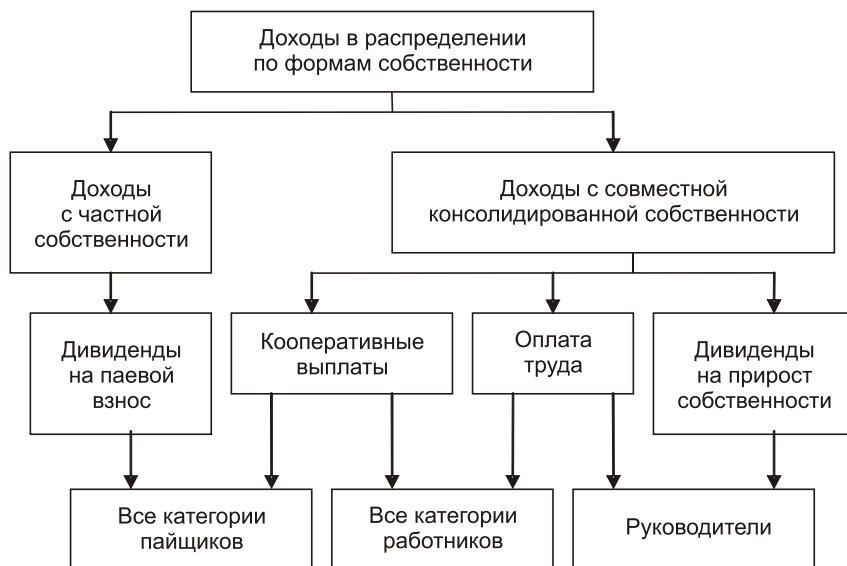 Доходы в распределении
по формам собственности
Доходы
с частной
собственности
Доходы с совместной
консолидированной собственности
Дивиденды
на паевой
взнос
Кооперативные
выплаты
Оплата
труда
Дивиденды
на прирост
собственности
Все категории
пайщиков
Все категории
работников
Руководители